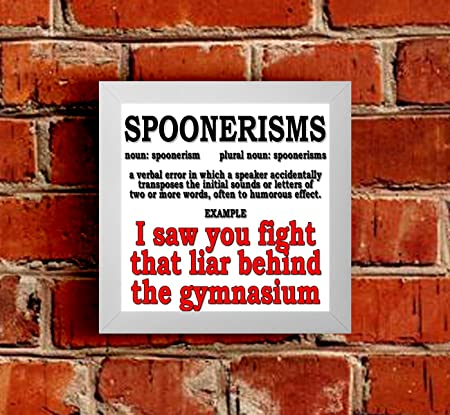 SPOONERISMS
noun: spoonerism plural noun: spoonerisms
a verbal error in which a speaker accidentally
transposes the initial sounds or letters of
two or more words, often to humorous effect.
EXAMPLE
I saw you fight
that liar behind
the gymnasium